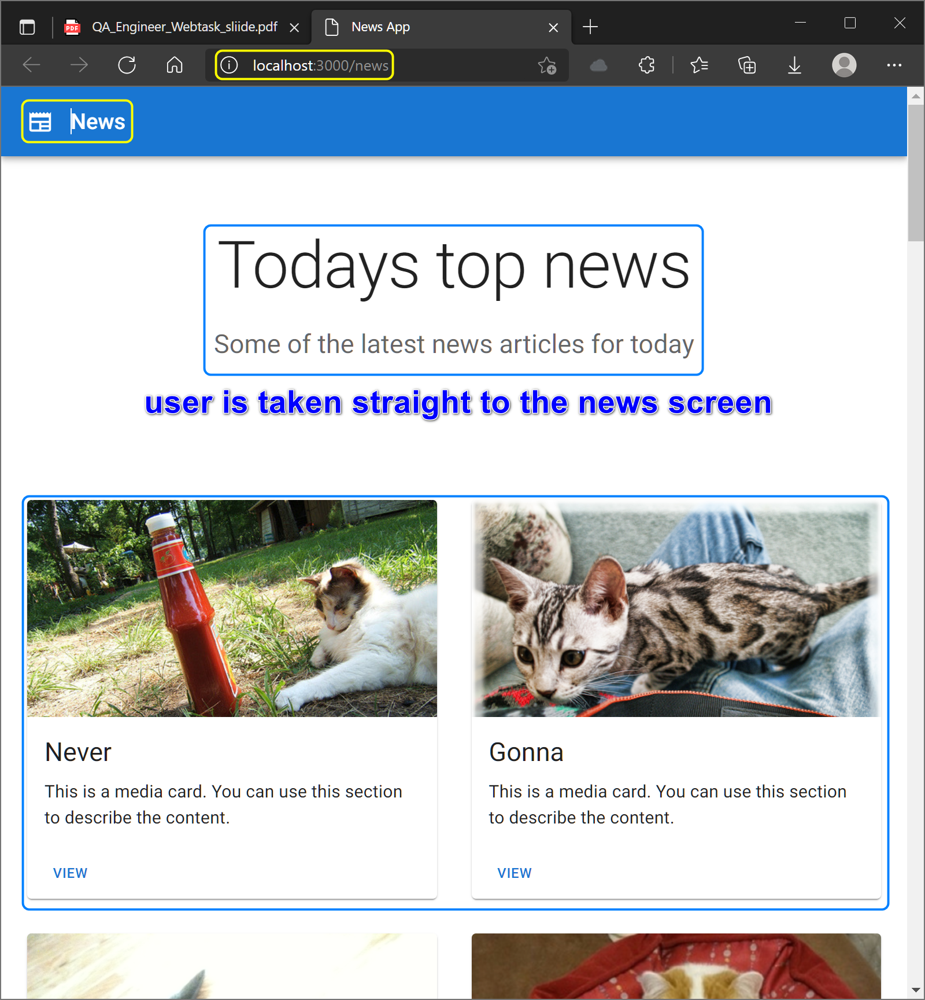 QA_Engineer_Webtask_sliide.pdf
News App
localhost:3000/news
News
Todays top news
Some of the latest news articles for today
user is taken straight to the news screen
Never
This is a media card. You can use this section
to describe the content.
VIEW
Gonna
This is a media card. You can use this section
to describe the content.
VIEW